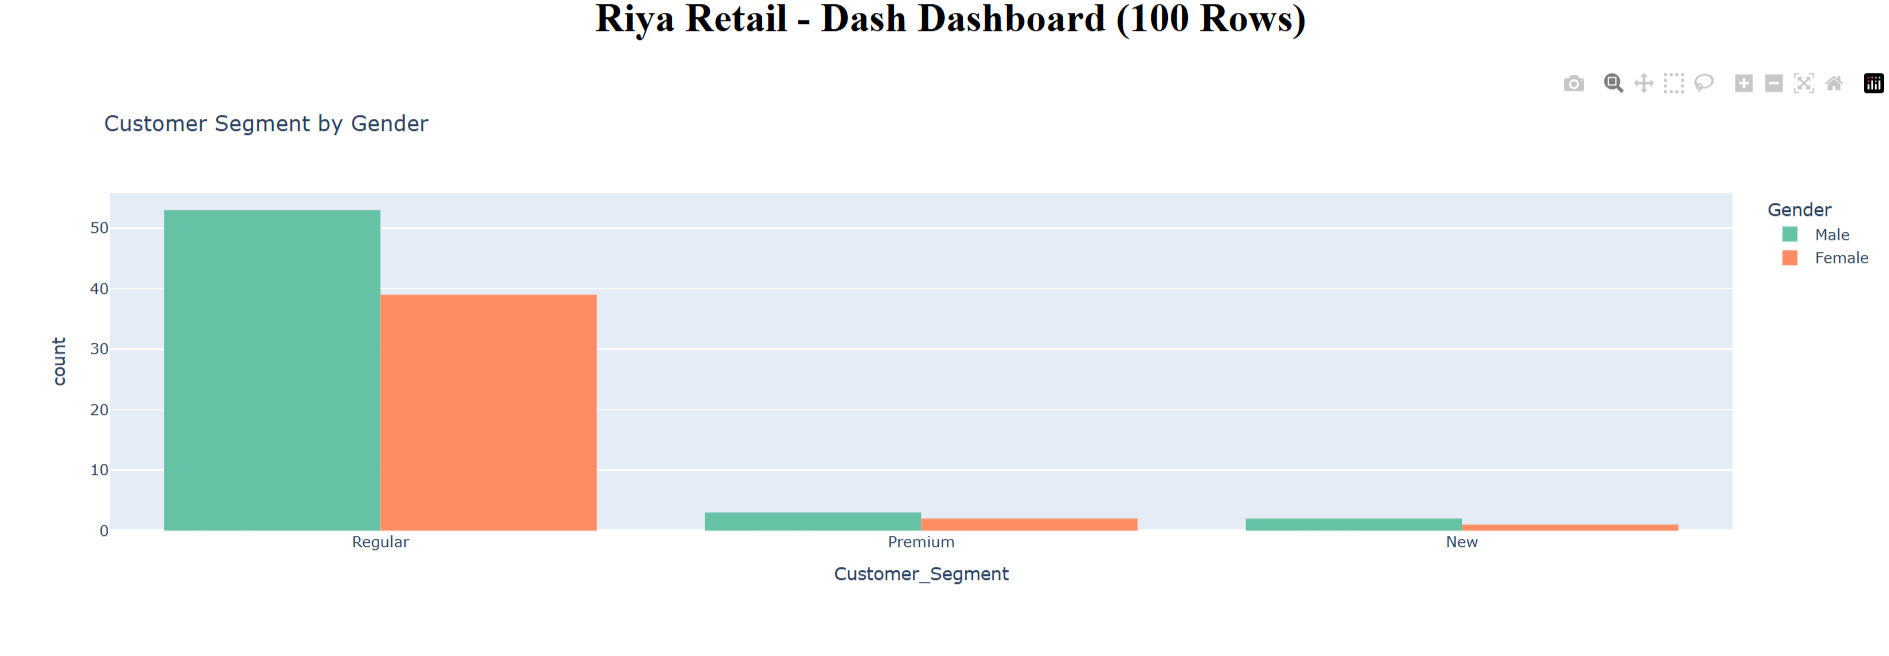 Riya Retail - Dash Dashboard (100 Rows)
Customer Segment by Gender
Gender
Male
Female
count
50
40
30
20
10
0
Regular
Premium
New
Customer_Segment